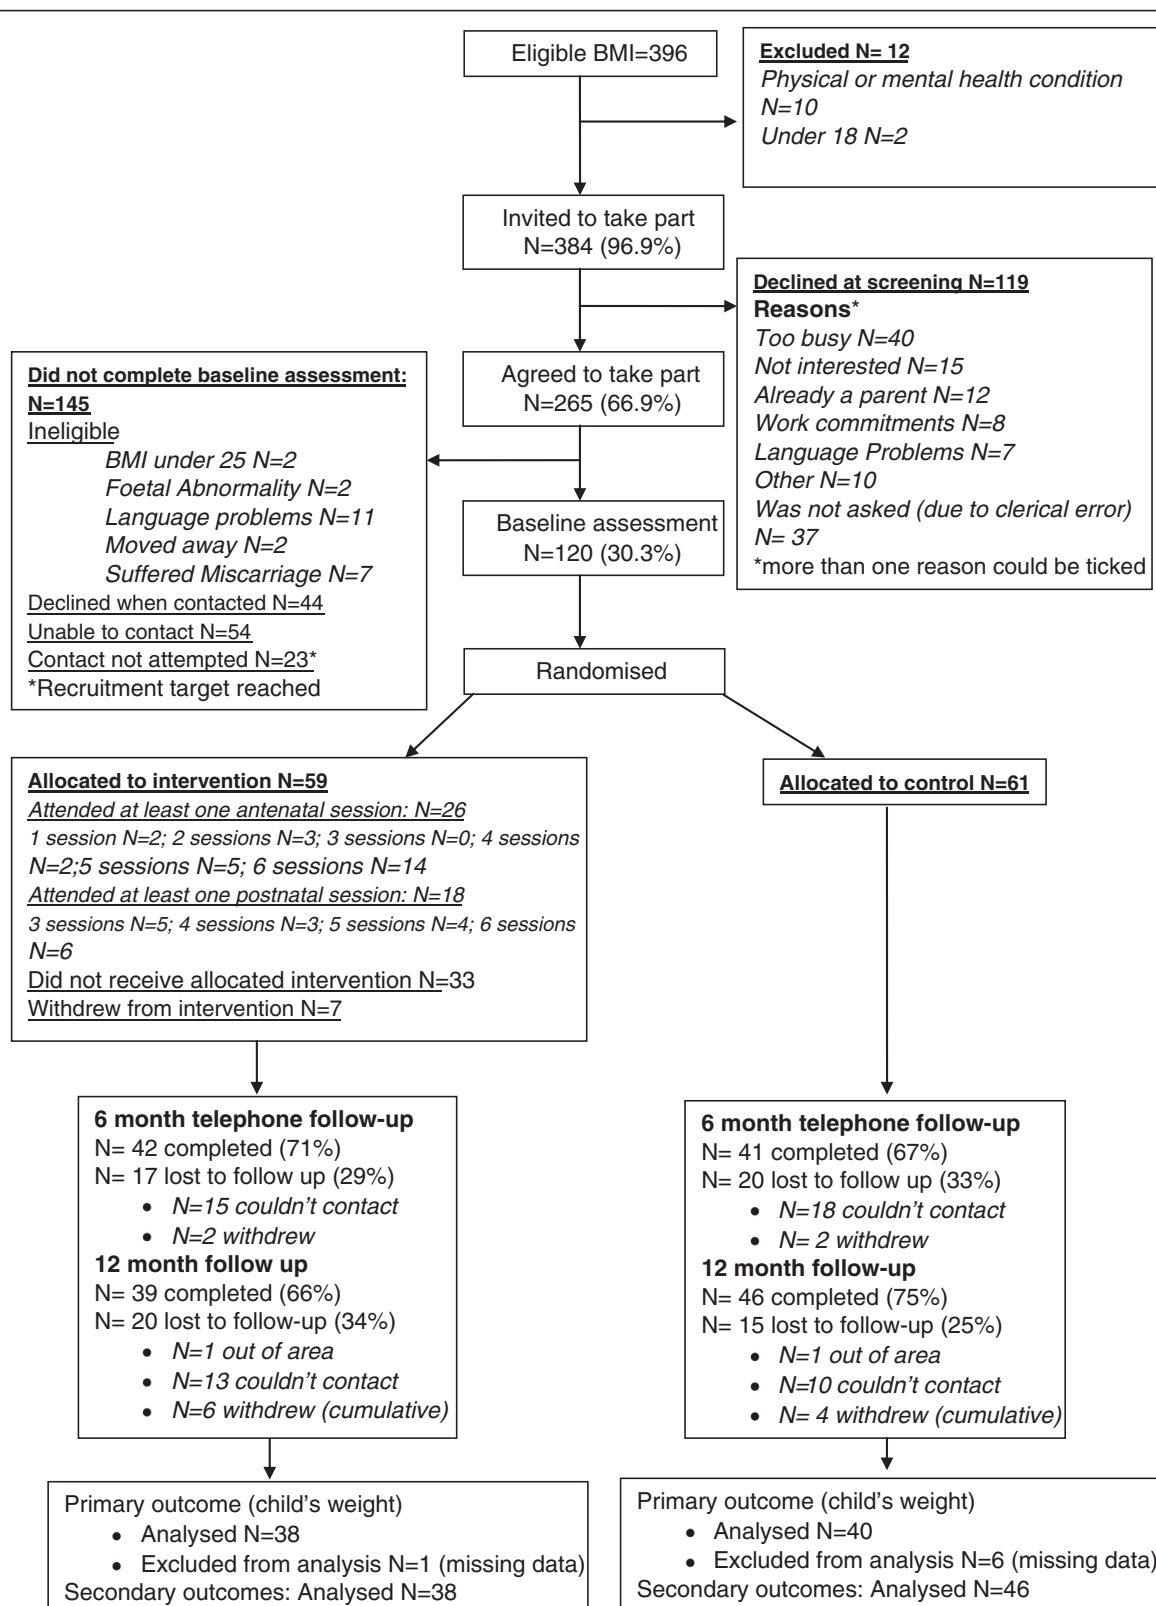 Eligible BMI=396
Excluded N= 12
Physical or mental health condition
N=10
Under 18 N=2
Invited to take part
N=384 (96.9%)
Declined at screening N=119
Reasons*
Too busy N=40
Not interested N=15
Already a parent N=12
Work commitments N=8
Language Problems N=7
Other N=10
Was not asked (due to clerical error)
N= 37
*more than one reason could be ticked
Agreed to take part
N=265 (66.9%)
Did not complete baseline assessment:
N=145
Ineligible
BMI under 25 N=2
Foetal Abnormality N=2
Language problems N=11
Moved away N=2
Suffered Miscarriage N=7
Declined when contacted N=44
Unable to contact N=54
Contact not attempted N=23*
*Recruitment target reached
Baseline assessment
N=120 (30.3%)
Randomised
Allocated to intervention N=59
Attended at least one antenatal session: N=26
1 session N=2; 2 sessions N=3; 3 sessions N=0; 4 sessions
N=2;5 sessions N=5; 6 sessions N=14
Attended at least one postnatal session: N=18
3 sessions N=5; 4 sessions N=3; 5 sessions N=4; 6 sessions
N=6
Did not receive allocated intervention N=33
Withdrew from intervention N=7
Allocated to control N=61
6 month telephone follow-up
N= 42 completed (71%)
N= 17 lost to follow up (29%)
• N=15 couldn't contact
• N=2 withdrew
12 month follow up
N= 39 completed (66%)
N= 20 lost to follow-up (34%)
• N=1 out of area
• N=13 couldn't contact
• N=6 withdrew (cumulative)
6 month telephone follow-up
N= 41 completed (67%)
N= 20 lost to follow up (33%)
• N=18 couldn't contact
• N= 2 withdrew
12 month follow-up
N= 46 completed (75%)
N= 15 lost to follow-up (25%)
• N=1 out of area
• N=10 couldn't contact
• N= 4 withdrew (cumulative)
Primary outcome (child's weight)
• Analysed N=38
• Excluded from analysis N=1 (missing data)
Secondary outcomes: Analysed N=38
Primary outcome (child's weight)
• Analysed N=40
• Excluded from analysis N=6 (missing data)
Secondary outcomes: Analysed N=46